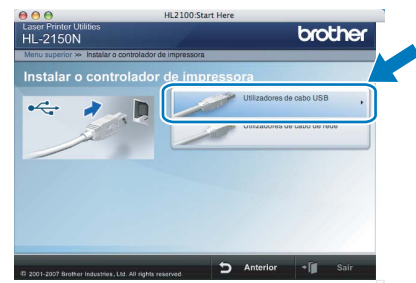 HL2100:Start Here
Laser Printer Utilities
HL-2150N
brother
Menu superior >> Instalar o controlador de impressora
Instalar o controlador de impressora
Utilizadores de cabo USB
Utilizadores de cabo de rede
© 2001-2007 Brother Industries, Ltd. All rights reserved.
Anterior
Sair